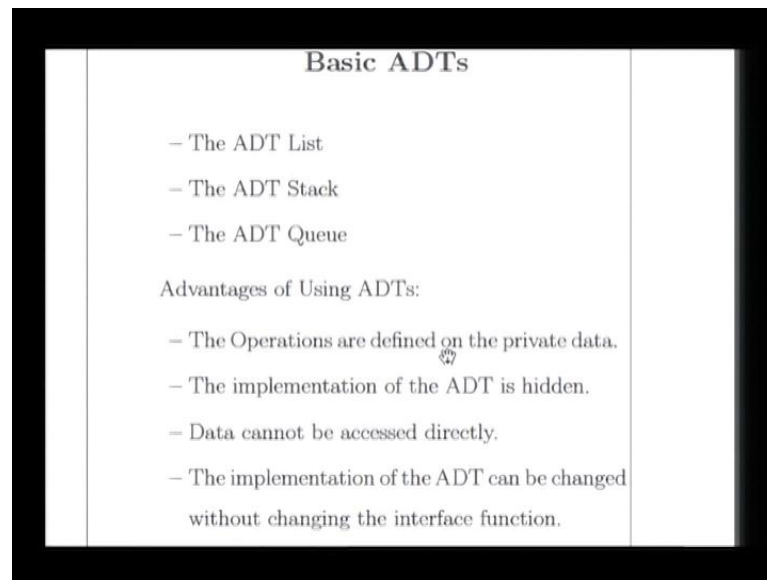 Basic ADTs
– The ADT List
– The ADT Stack
– The ADT Queue
Advantages of Using ADTs:
– The Operations are defined on the private data.
– The implementation of the ADT is hidden.
– Data cannot be accessed directly.
– The implementation of the ADT can be changed
without changing the interface function.